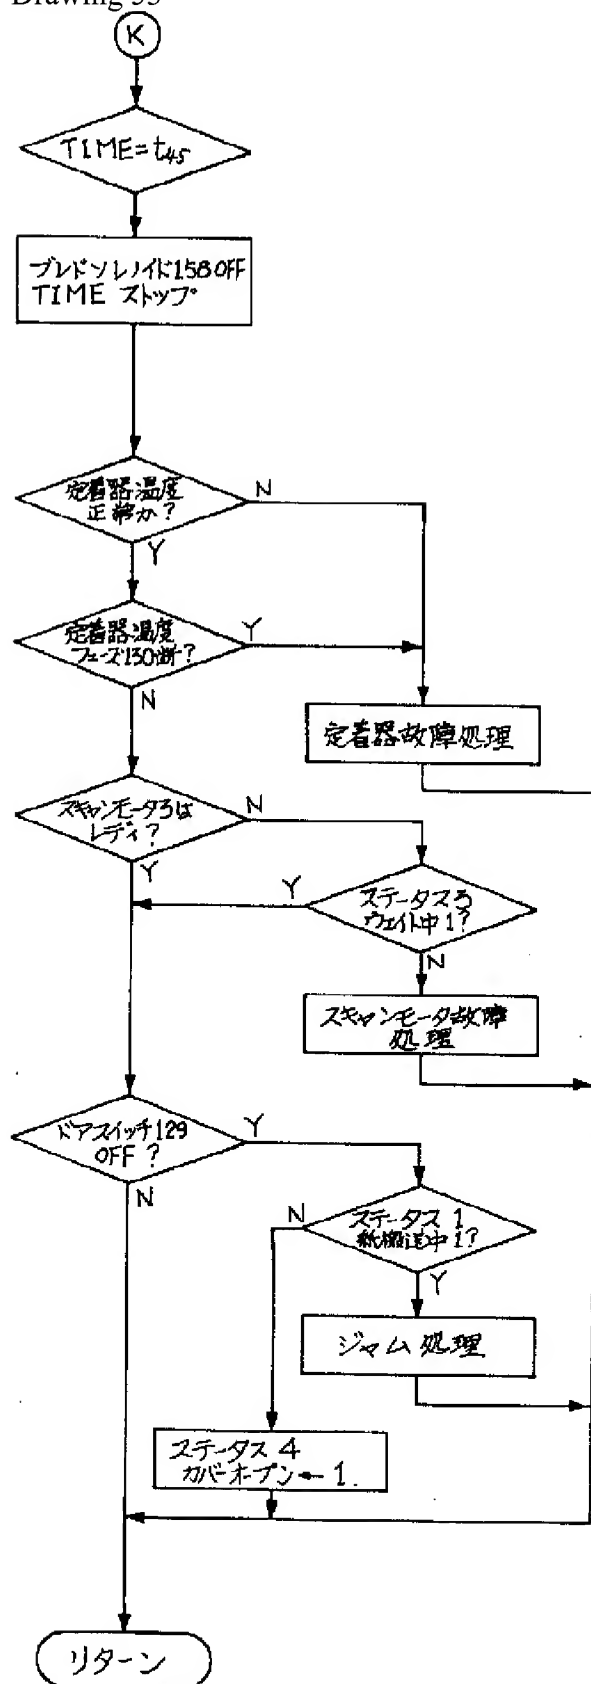 Drawing 53
K
TIME=t45
ブレドソレノイド158OFF
TIME ストップ
定着器温度
正常か?
N
Y
定着器温度
フューズ130断?
Y
N
定着器故障処理
スキャンモータ3は
レディ?
N
Y
ステータス3
ウェイト中1?
Y
N
スキャンモータ故障
処理
ドアスイッチ129
OFF?
Y
N
ステータス1
紙搬送中1?
N
Y
ジャム処理
ステータス4
カバーオープン←1.
リターン